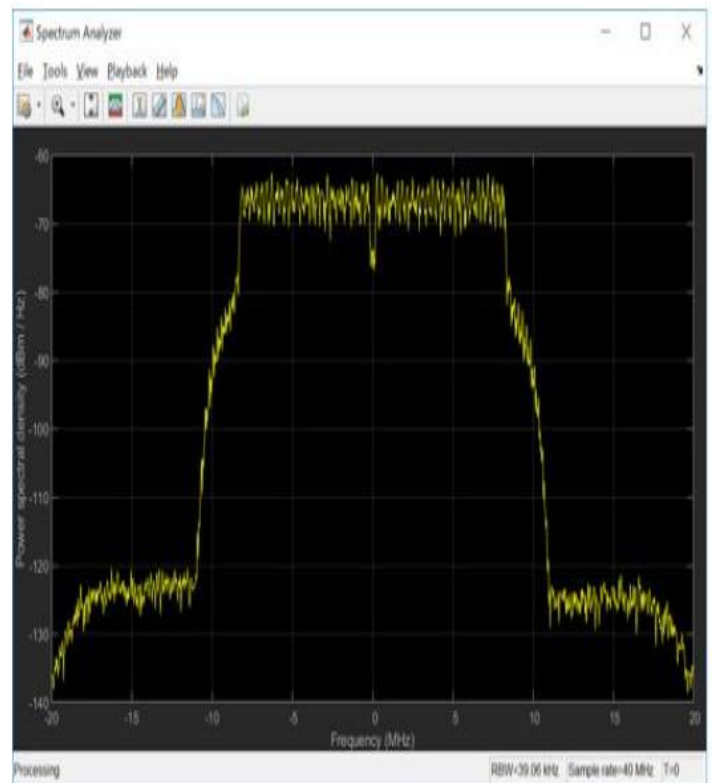 Spectrum Analyzer
File Tools View Playback Help
-60
-70
-80
-90
-100
-110
-120
-130
-140
Power spectral density (dBm / Hz)
-20 -15 -10 -5 0 5 10 15 20
Frequency (MHz)
Processing RBW=39.06 kHz Sample rate=40 MHz T=0